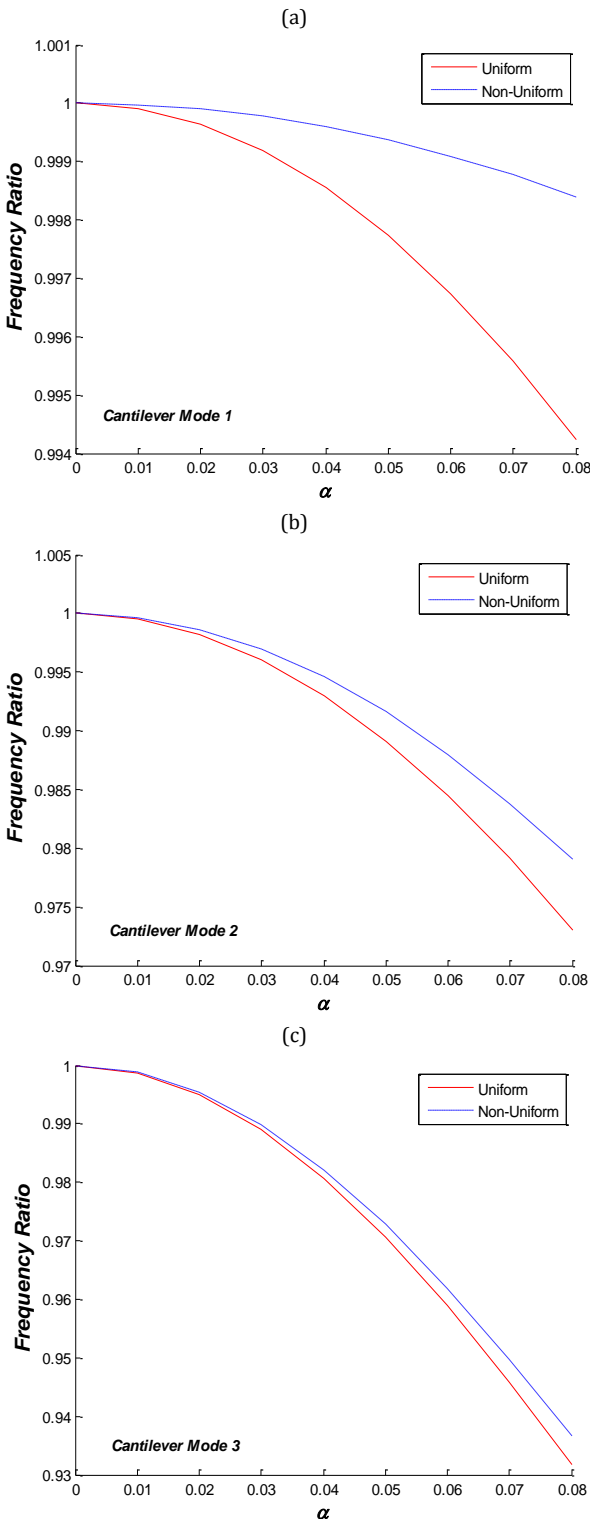 (a)
1.001
1
0.999
0.998
0.997
0.996
0.995
0.994
Frequency Ratio
Uniform
Non-Uniform
Cantilever Mode 1
0 0.01 0.02 0.03 0.04 0.05 0.06 0.07 0.08
α
(b)
1.005
1
0.995
0.99
0.985
0.98
0.975
0.97
Frequency Ratio
Uniform
Non-Uniform
Cantilever Mode 2
0 0.01 0.02 0.03 0.04 0.05 0.06 0.07 0.08
α
(c)
1
0.99
0.98
0.97
0.96
0.95
0.94
0.93
Frequency Ratio
Uniform
Non-Uniform
Cantilever Mode 3
0 0.01 0.02 0.03 0.04 0.05 0.06 0.07 0.08
α